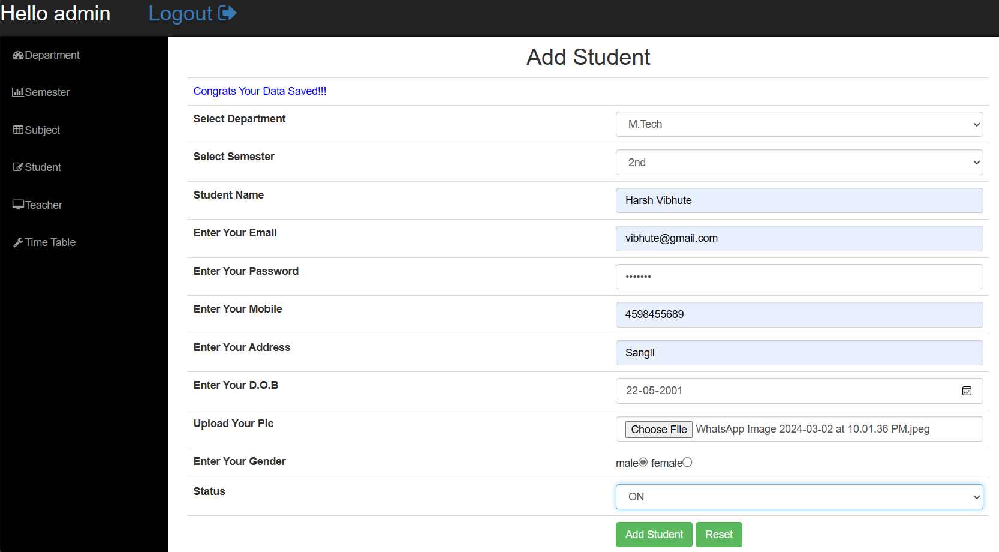 Hello admin Logout
Department
Semester
Subject
Student
Teacher
Time Table
Add Student
Congrats Your Data Saved!!!
Select Department M.Tech
Select Semester 2nd
Student Name Harsh Vibhute
Enter Your Email vibhute@gmail.com
Enter Your Password •••••••
Enter Your Mobile 4598455689
Enter Your Address Sangli
Enter Your D.O.B 22-05-2001
Upload Your Pic Choose File WhatsApp Image 2024-03-02 at 10.01.36 PM.jpeg
Enter Your Gender male female
Status ON
Add Student Reset